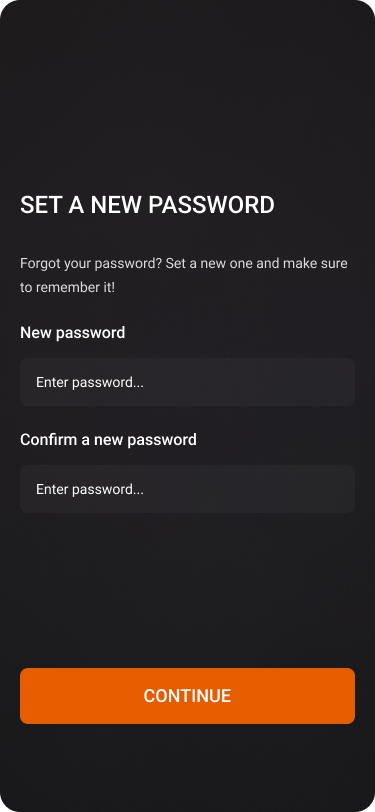 SET A NEW PASSWORD
Forgot your password? Set a new one and make sure
to remember it!
New password
Enter password...
Confirm a new password
Enter password...
CONTINUE